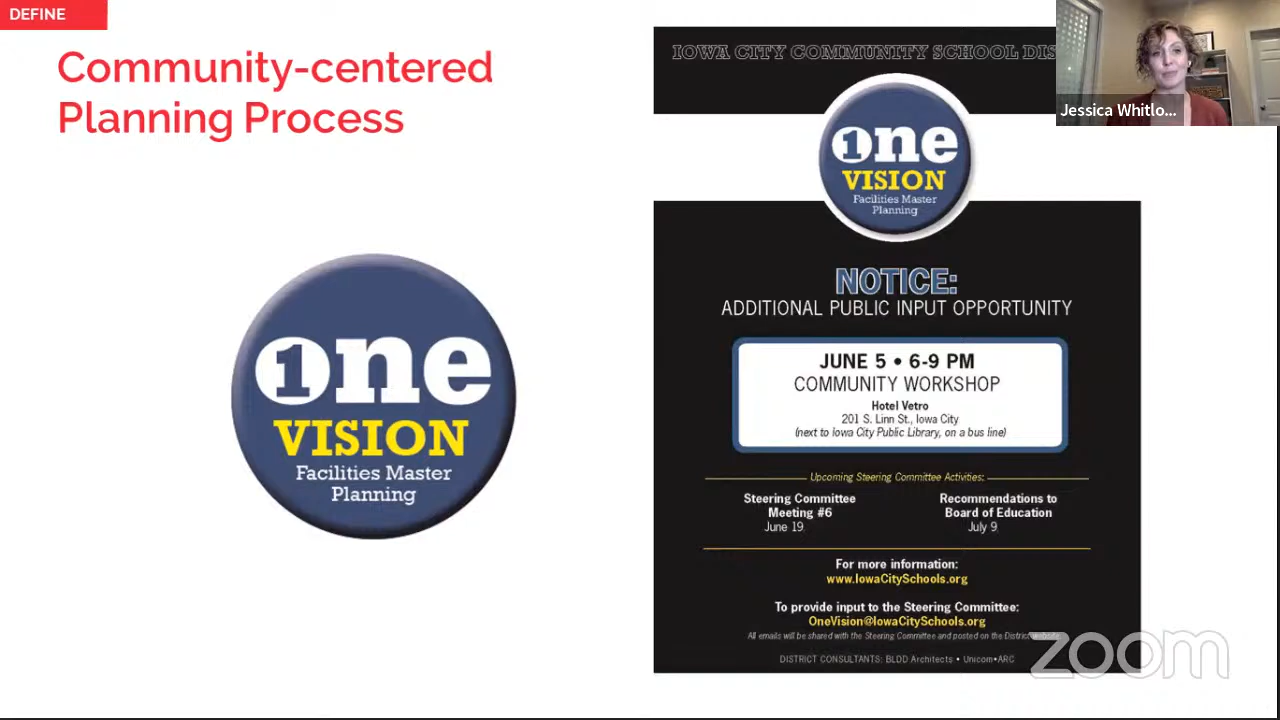 DEFINE
Community-centered
Planning Process
1ne
VISION
Facilities Master
Planning
IOWA CITY COMMUNITY SCHOOL DIS
1ne
VISION
Facilities Master
Planning
NOTICE:
ADDITIONAL PUBLIC INPUT OPPORTUNITY
JUNE 5 • 6-9 PM
COMMUNITY WORKSHOP
Hotel Vetro
201 S. Linn St., Iowa City
(next to Iowa City Public Library, on a bus line)
Upcoming Steering Committee Activities:
Steering Committee
Meeting #6
June 19
Recommendations to
Board of Education
July 9
For more information:
www.IowaCitySchools.org
To provide input to the Steering Committee:
OneVision@IowaCitySchools.org
All emails will be shared with the Steering Committee and posted on the District website.
DISTRICT CONSULTANTS: BLDD Architects • Unicom•ARC
Jessica Whitlo...
zoom